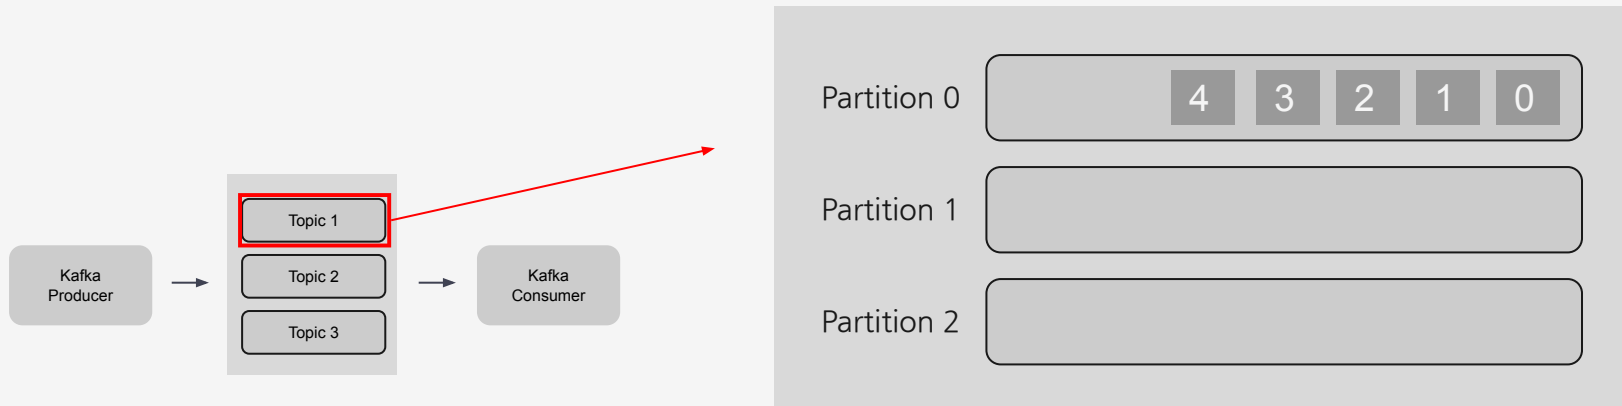 Kafka
Producer
Topic 1
Topic 2
Topic 3
Kafka
Consumer
Partition 0
4 3 2 1 0
Partition 1
Partition 2